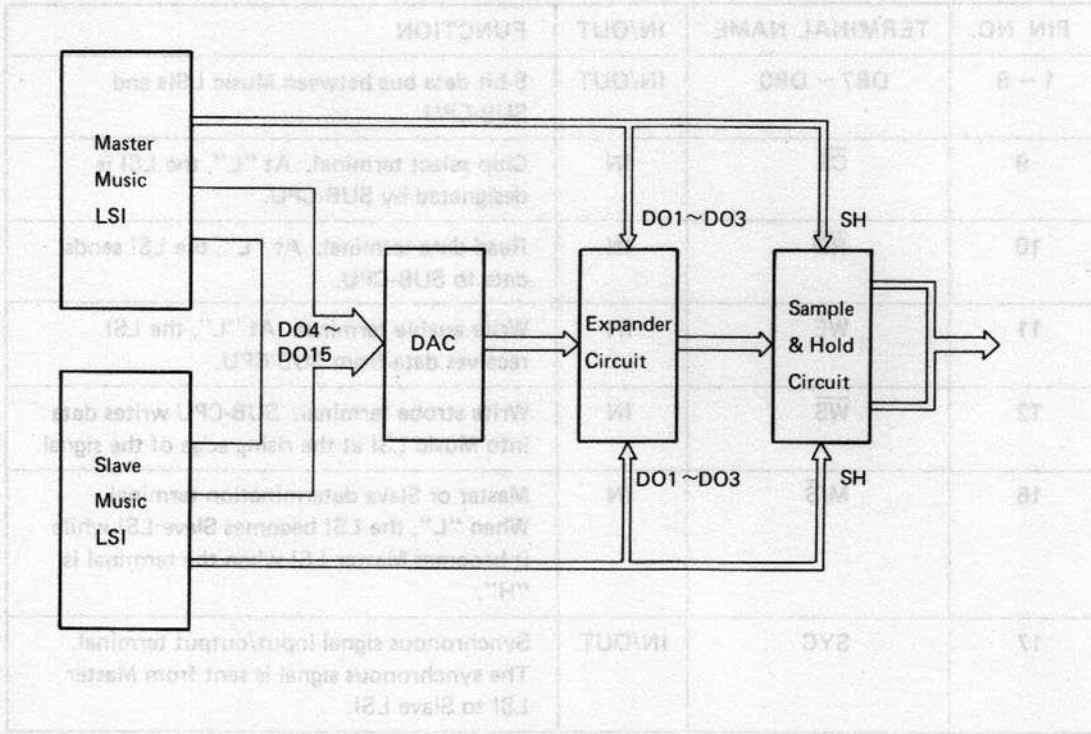 PIN NO. TERMINAL NAME IN/OUT FUNCTION
1 ~ 8 DB7 ~ DB0 IN/OUT 8-bit data bus between Music LSIs and
SUB-CPU.
9 IN Chip select terminal. At "L", the LSI is
designated by SUB-CPU.
10 Read data terminal. At "L", the LSI sends
data to SUB-CPU.
11 Write enable terminal. At "L", the LSI
receives data from SUB-CPU.
12 WS IN Write strobe terminal. SUB-CPU writes data
into Music LSI at the rising edge of the signal
16 M/S IN Master or Slave determination terminal.
When "L", the LSI becomes Slave LSI while
it becomes Master LSI when the terminal is
"H".
17 SYC IN/OUT Synchronous signal input/output terminal.
The synchronous signal is sent from Master
LSI to Slave LSI.
Master
Music
LSI
DO1~DO3
SH
DO4
DO15
DAC
Expander
Circuit
Sample
& Hold
Circuit
Slave
Music
LSI
DO1~DO3
SH